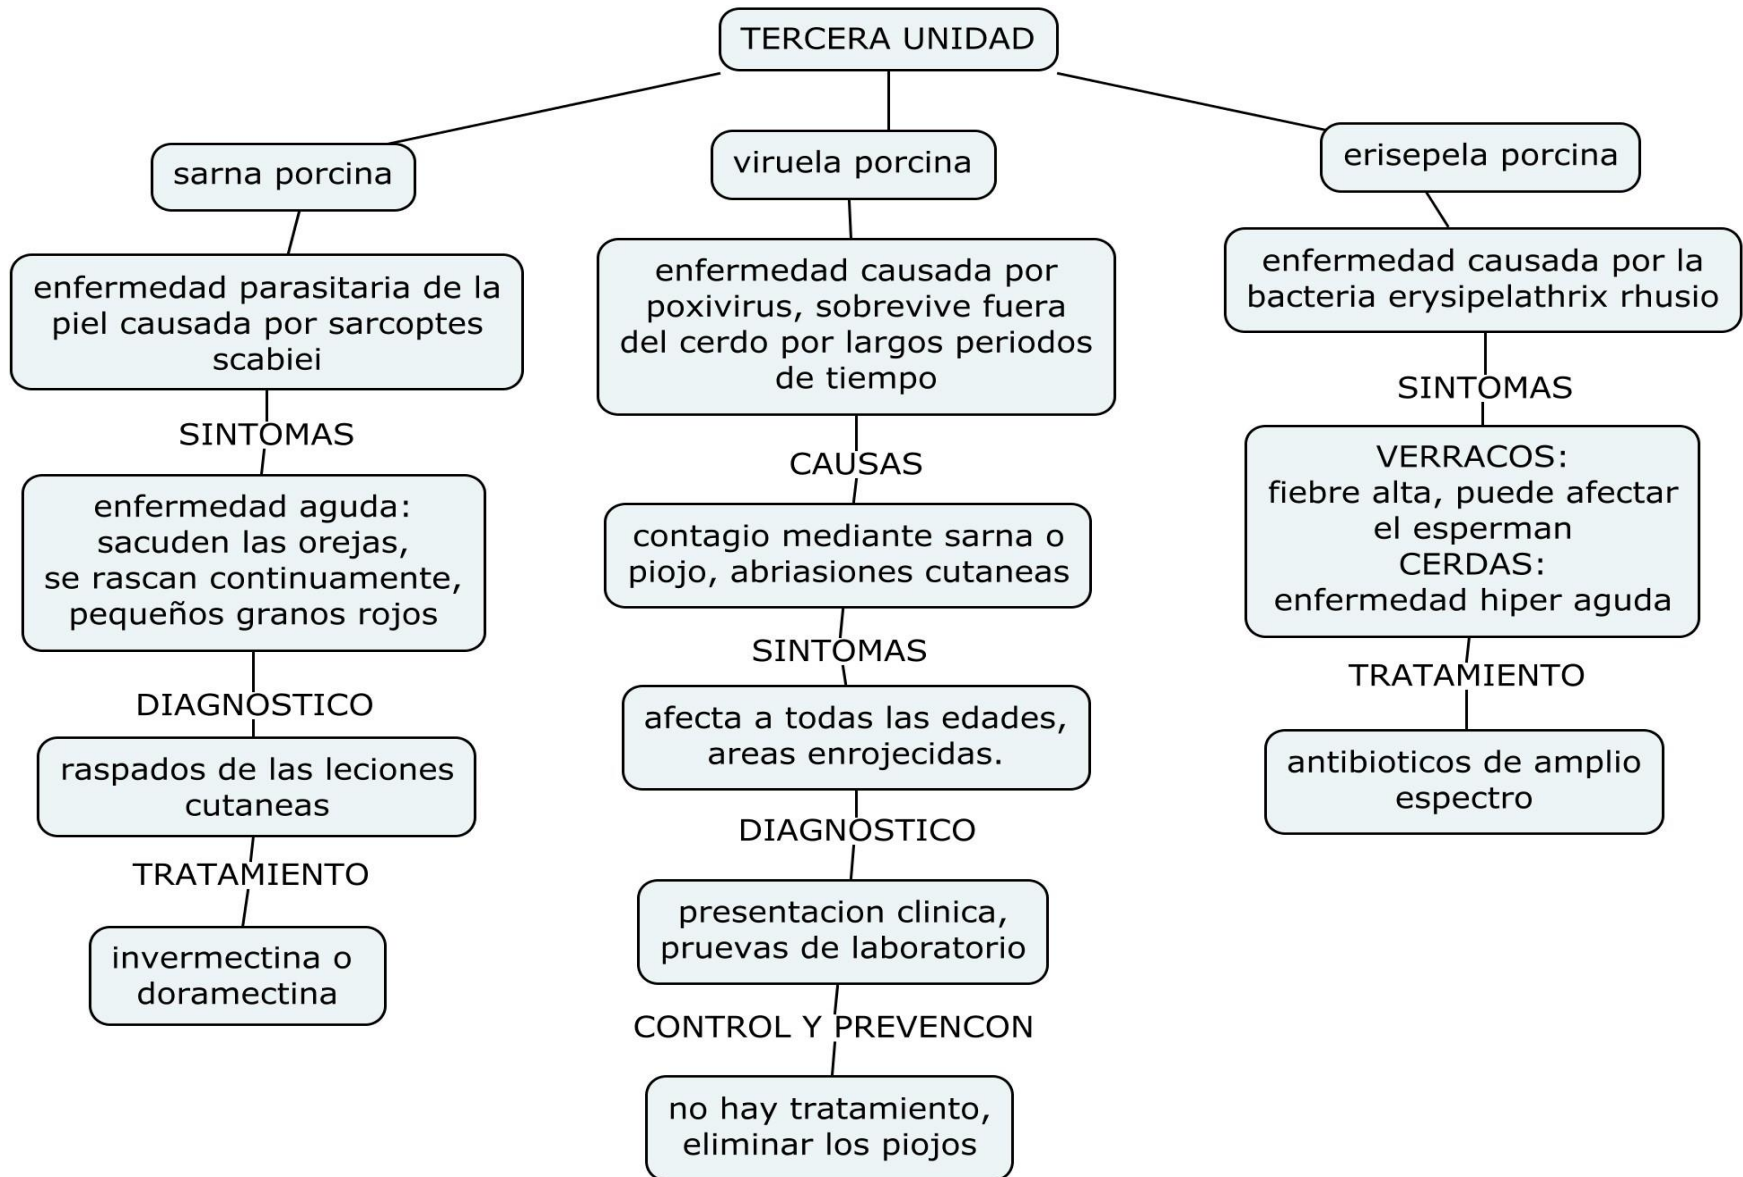 TERCERA UNIDAD
sarna porcina
enfermedad parasitaria de la
piel causada por sarcoptes
scabiei
SINTOMAS
enfermedad aguda:
sacuden las orejas,
se rascan continuamente,
pequeños granos rojos
DIAGNOSTICO
raspados de las leciones
cutaneas
TRATAMIENTO
invermectina o
doramectina
viruela porcina
enfermedad causada por
poxivirus, sobrevive fuera
del cerdo por largos periodos
de tiempo
CAUSAS
contagio mediante sarna o
piojo, abriasiones cutaneas
SINTOMAS
afecta a todas las edades,
areas enrojecidas.
DIAGNOSTICO
presentacion clinica,
pruevas de laboratorio
CONTROL Y PREVENCON
no hay tratamiento,
eliminar los piojos
erisepela porcina
enfermedad causada por la
bacteria erysipelathrix rhusio
SINTOMAS
VERRACOS:
fiebre alta, puede afectar
el esperman
CERDAS:
enfermedad hiper aguda
TRATAMIENTO
antibioticos de amplio
espectro